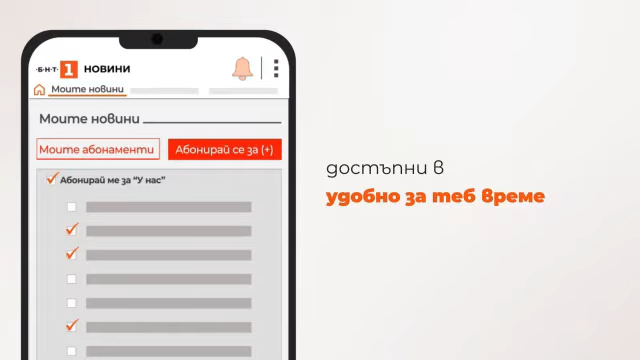 ·Б·Н·Т· 1 НОВИНИ
Моите новини
Моите новини
Моите абонаменти
Абонирай се за (+)
Абонирай ме за "У нас"
достъпни в
удобно за теб време